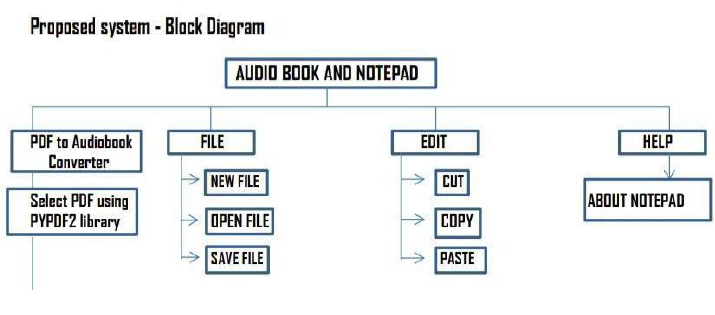 Proposed system - Block Diagram
AUDIO BOOK AND NOTEPAD
PDF to Audiobook
Converter
Select PDF using
PYPDF2 library
FILE
NEW FILE
OPEN FILE
SAVE FILE
EDIT
CUT
COPY
PASTE
HELP
ABOUT NOTEPAD